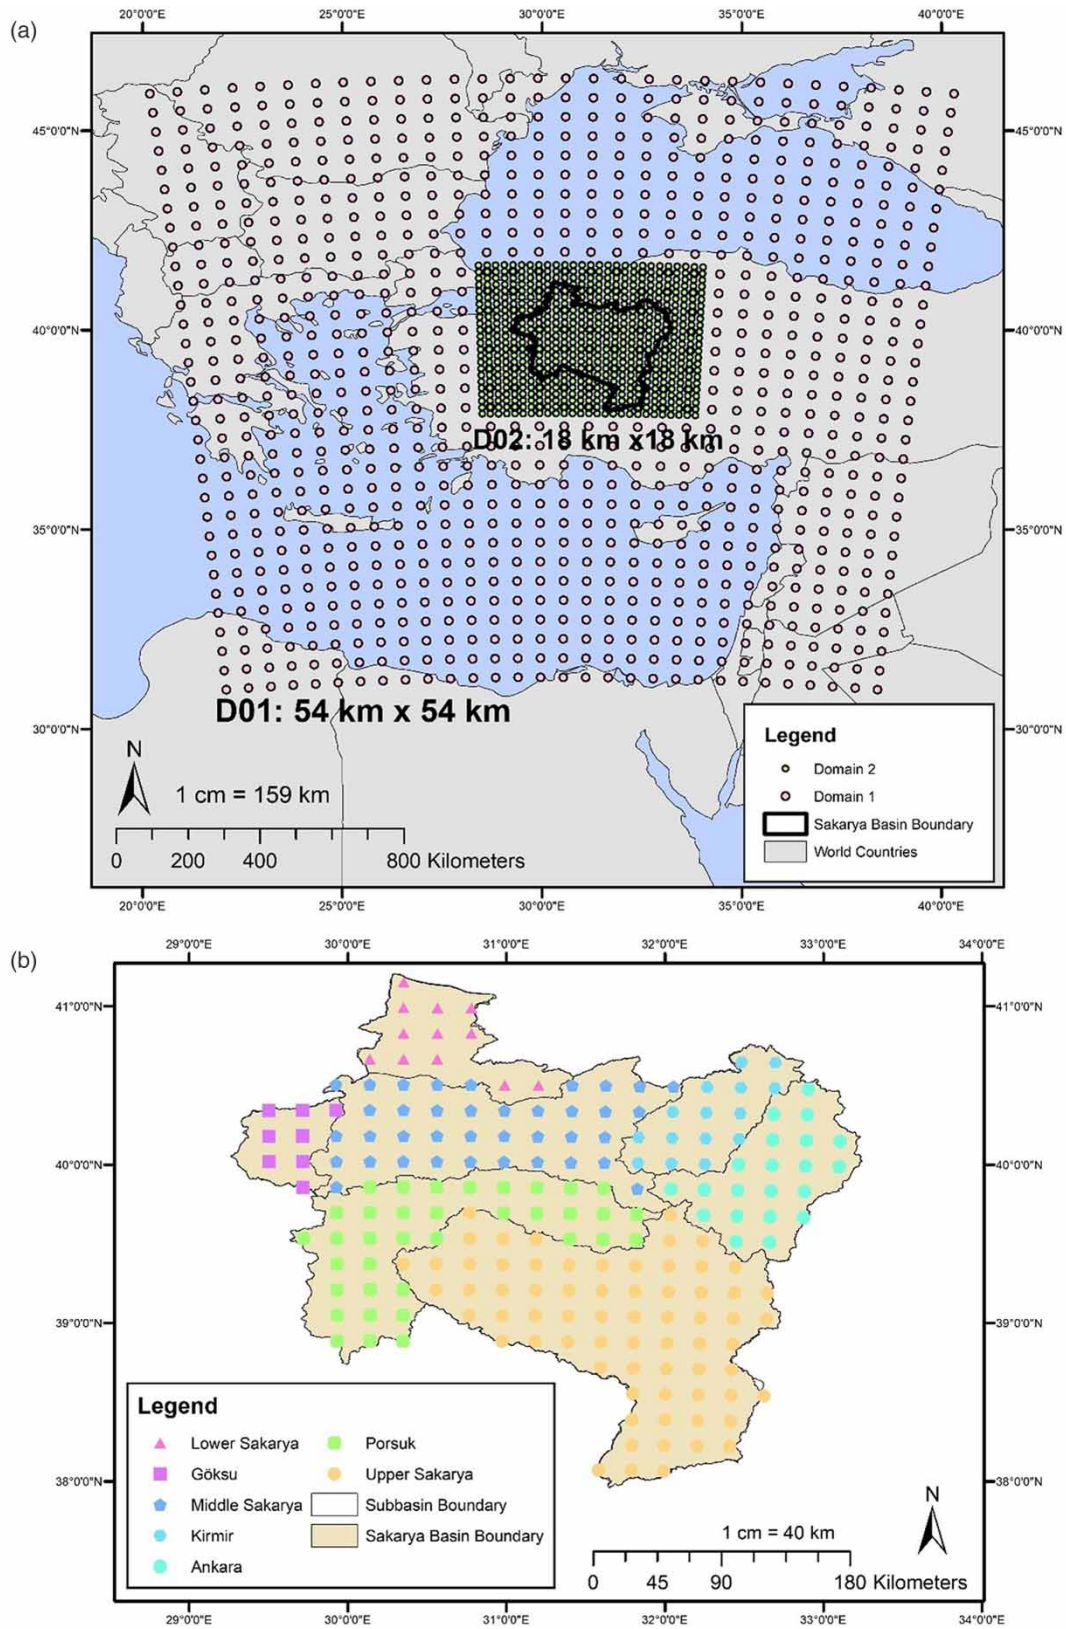 (a)
20°0'0"E 25°0'0"E 30°0'0"E 35°0'0"E 40°0'0"E
45°0'0"N 45°0'0"N
40°0'0"N 40°0'0"N
D02: 18 km x18 km
35°0'0"N 35°0'0"N
D01: 54 km x 54 km
30°0'0"N 30°0'0"N
N
1 cm = 159 km
0 200 400 800 Kilometers
Legend
Domain 2
Domain 1
Sakarya Basin Boundary
World Countries
20°0'0"E 25°0'0"E 30°0'0"E 35°0'0"E 40°0'0"E
(b)
29°0'0"E 30°0'0"E 31°0'0"E 32°0'0"E 33°0'0"E 34°0'0"E
41°0'0"N 41°0'0"N
40°0'0"N 40°0'0"N
39°0'0"N 39°0'0"N
38°0'0"N 38°0'0"N
Legend
Lower Sakarya
Göksu
Middle Sakarya
Kirmir
Ankara
Porsuk
Upper Sakarya
Subbasin Boundary
Sakarya Basin Boundary
N
1 cm = 40 km
0 45 90 180 Kilometers
29°0'0"E 30°0'0"E 31°0'0"E 32°0'0"E 33°0'0"E 34°0'0"E